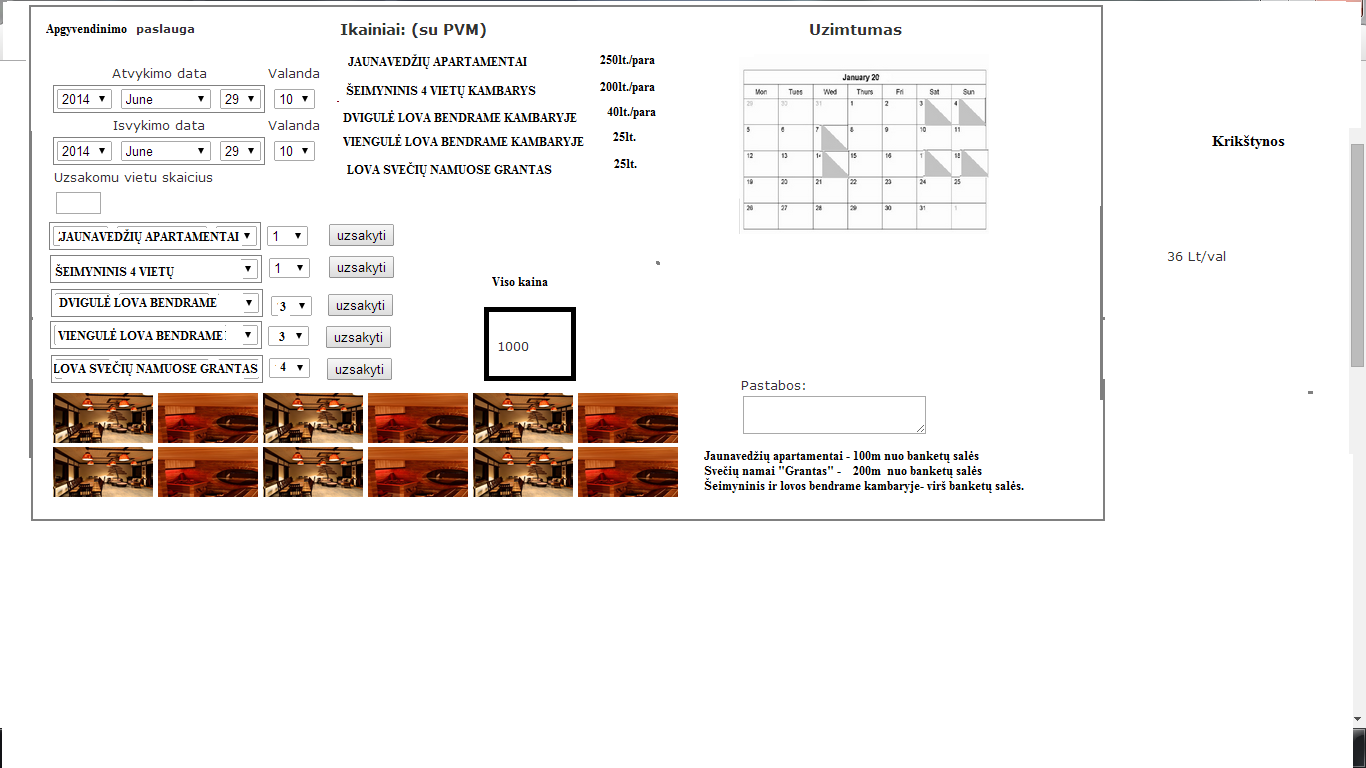 Apgyvendinimo paslauga
Atvykimo data Valanda
2014 June 29 10
Isvykimo data Valanda
2014 June 29 10
Uzsakomu vietu skaicius
JAUNAVEDŽIŲ APARTAMENTAI 1 uzsakyti
ŠEIMYNINIS 4 VIETŲ 1 uzsakyti
DVIGULĖ LOVA BENDRAME 3 uzsakyti
VIENGULĖ LOVA BENDRAME 3 uzsakyti
LOVA SVEČIŲ NAMUOSE GRANTAS 4 uzsakyti
Ikainiai: (su PVM)
JAUNAVEDŽIŲ APARTAMENTAI 250lt./para
ŠEIMYNINIS 4 VIETŲ KAMBARYS 200lt./para
DVIGULĖ LOVA BENDRAME KAMBARYJE 40lt./para
VIENGULĖ LOVA BENDRAME KAMBARYJE 25lt.
LOVA SVEČIŲ NAMUOSE GRANTAS 25lt.
Viso kaina
1000
Uzimtumas
January 20
Mon Tues Wed Thurs Fri Sat Sun
29 30 31 1 2 3 4
5 6 7 8 9 10 11
12 13 14 15 16 1 18
19 20 21 22 23 24 25
26 27 28 29 30 31 1
Pastabos:
Jaunavedžių apartamentai - 100m nuo banketų salės
Svečių namai "Grantas" - 200m nuo banketų salės
Šeimyninis ir lovos bendrame kambaryje- virš banketų salės.
Krikštynos
36 Lt/val